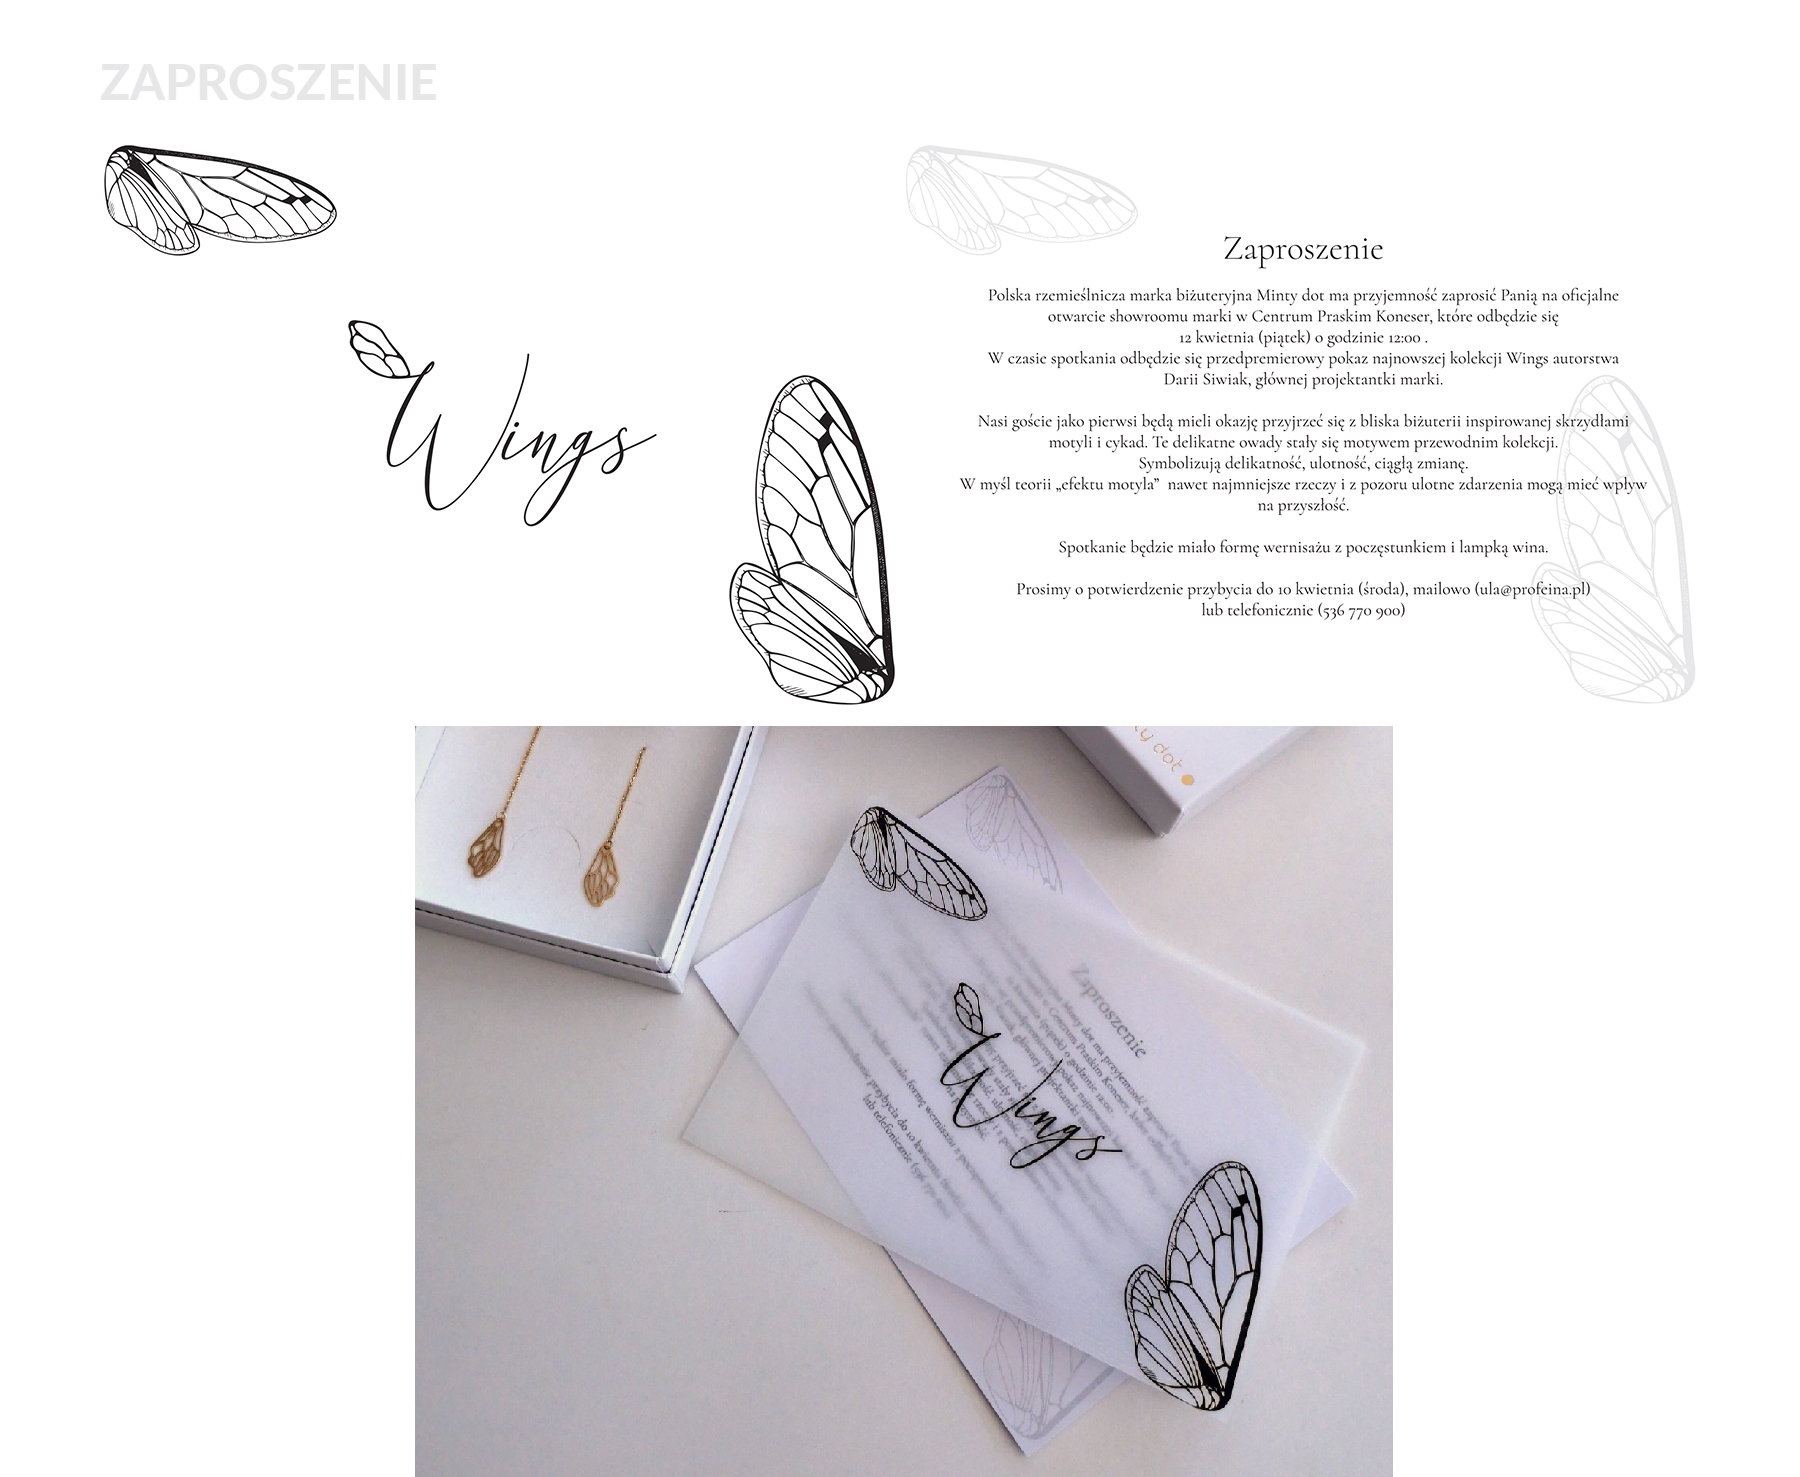 ZAPROSZENIE
Wings
Zaproszenie
Polska rzemieślnicza marka biżuteryjna Minty dot ma przyjemność zaprosić Panią na oficjalne
otwarcie showroomu marki w Centrum Praskim Koneser, które odbędzie się
12 kwietnia (piątek) o godzinie 12:00 .
W czasie spotkania odbędzie się przedpremierowy pokaz najnowszej kolekcji Wings autorstwa
Darii Siwiak, głównej projektantki marki.
Nasi goście jako pierwsi będą mieli okazję przyjrzeć się z bliska biżuterii inspirowanej skrzydłami
motyli i cykad. Te delikatne owady stały się motywem przewodnim kolekcji.
Symbolizują delikatność, ulotność, ciągłą zmianę.
W myśl teorii „efektu motyla” nawet najmniejsze rzeczy i z pozoru ulotne zdarzenia mogą mieć wpływ
na przyszłość.
Spotkanie będzie miało formę wernisażu z poczęstunkiem i lampką wina.
Prosimy o potwierdzenie przybycia do 10 kwietnia (środa), mailowo (ula@profeina.pl)
lub telefonicznie (536 770 900)
dot
Zaproszenie
Wings
lub telefonicznie (536 770 900)